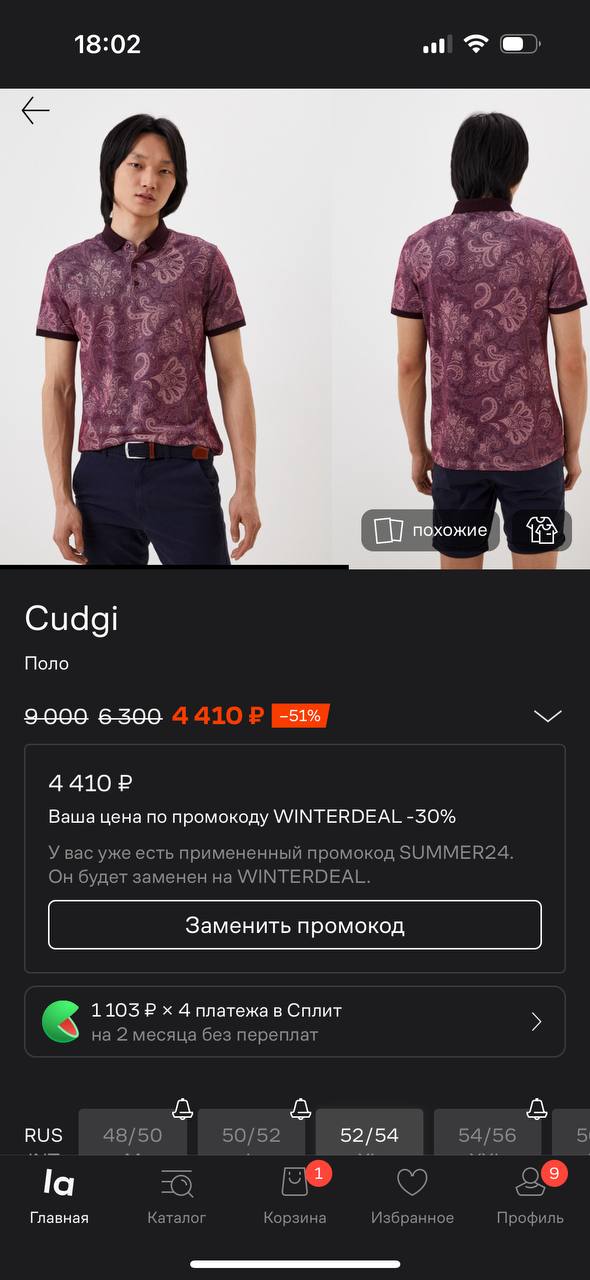 18:02
похожие
Cudgi
Поло
9 000 6 300 4 410 ₽ -51%
4 410 ₽
Ваша цена по промокоду WINTERDEAL -30%
У вас уже есть примененный промокод SUMMER24.
Он будет заменен на WINTERDEAL.
Заменить промокод
1 103 ₽ × 4 платежа в Сплит
на 2 месяца без переплат
RUS 48/50 50/52 52/54 54/56
la 1 9
Главная Каталог Корзина Избранное Профиль